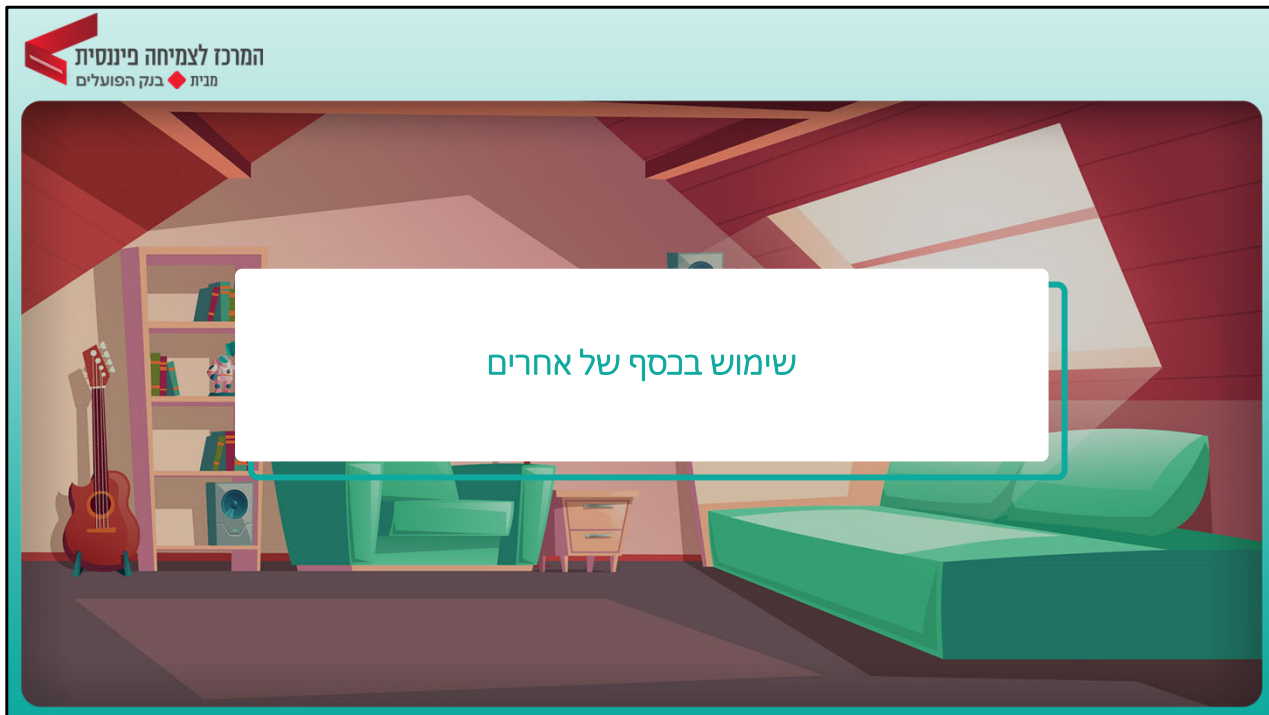 המרכז לצמיחה פיננסית
מבית בנק הפועלים
שימוש בכסף של אחרים